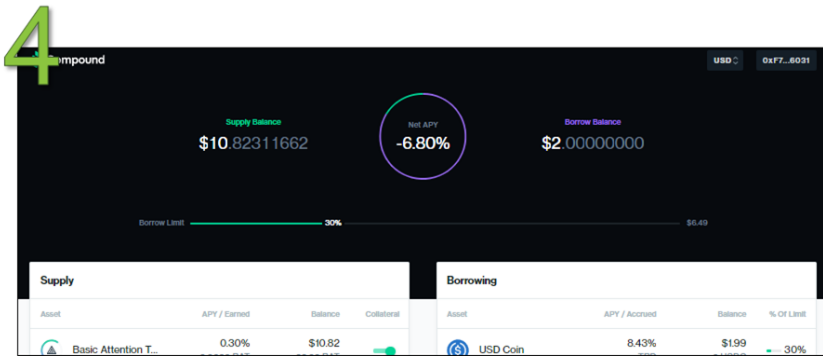 4
Compound
USD
0xF7...6031
Supply Balance
$10.82311662
Net APY
-6.80%
Borrow Balance
$2.00000000
Borrow Limit
30%
$6.49
Supply
Asset APY / Earned Balance Collateral
Basic Attention T... 0.30% $10.82
Borrowing
Asset APY / Accrued Balance % Of Limit
USD Coin 8.43% $1.99 30%